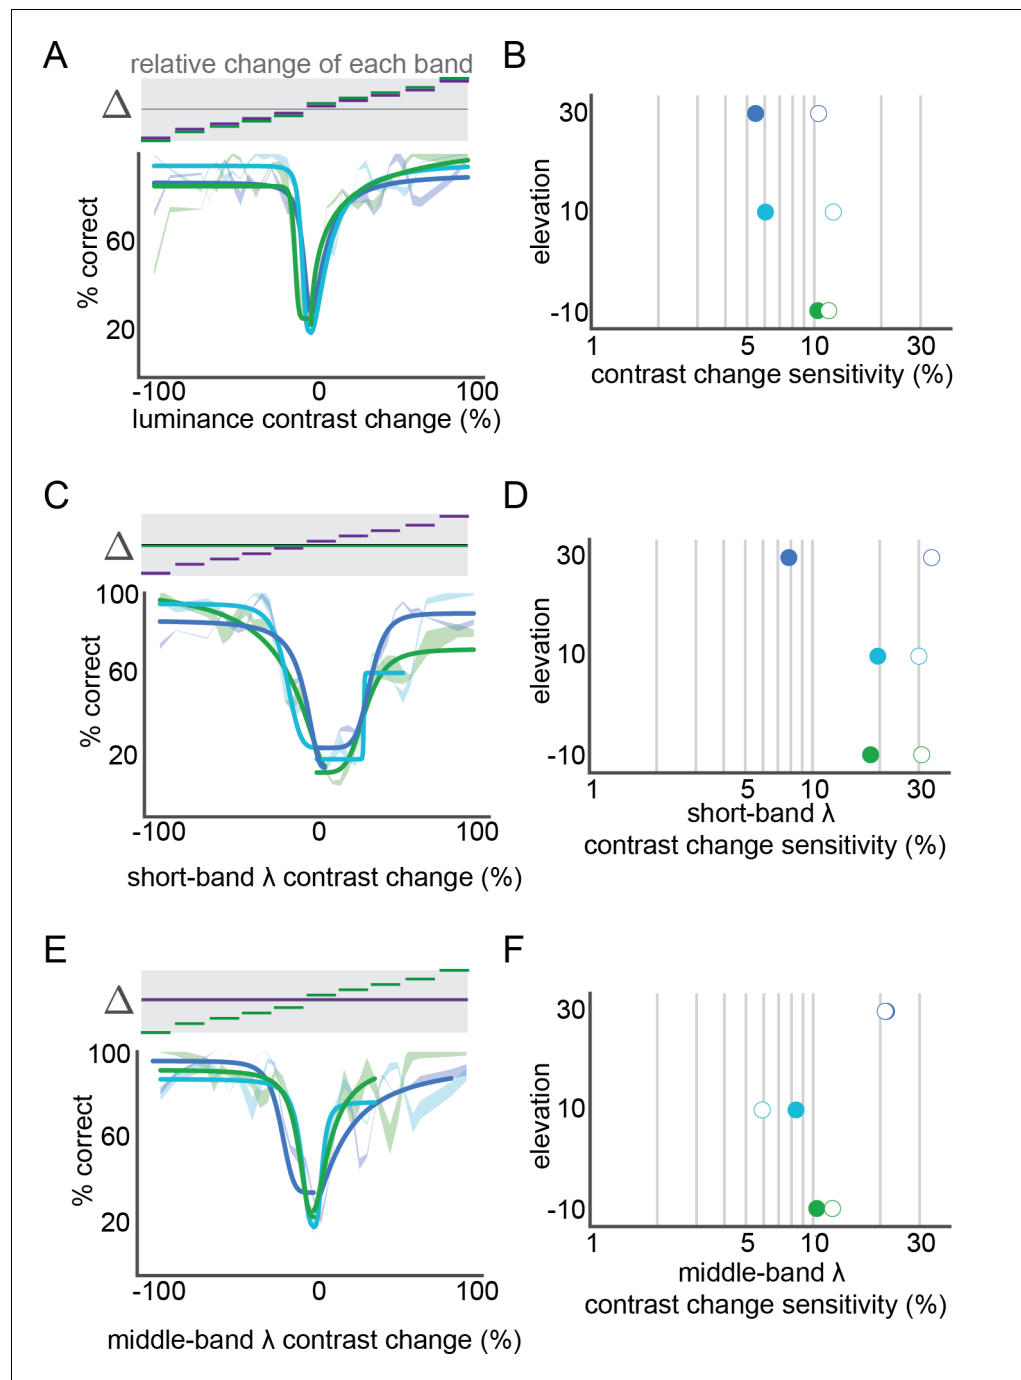 A
relative change of each band
Δ
% correct
60
20
-100 0 100
luminance contrast change (%)
B
elevation
30
10
-10
1 5 10 30
contrast change sensitivity (%)
C
Δ
% correct
100
60
20
-100 0 100
short-band λ contrast change (%)
D
elevation
30
10
-10
1 5 10 30
short-band λ
contrast change sensitivity (%)
E
Δ
% correct
100
60
20
-100 0 100
middle-band λ contrast change (%)
F
elevation
30
10
-10
1 5 10 30
middle-band λ
contrast change sensitivity (%)